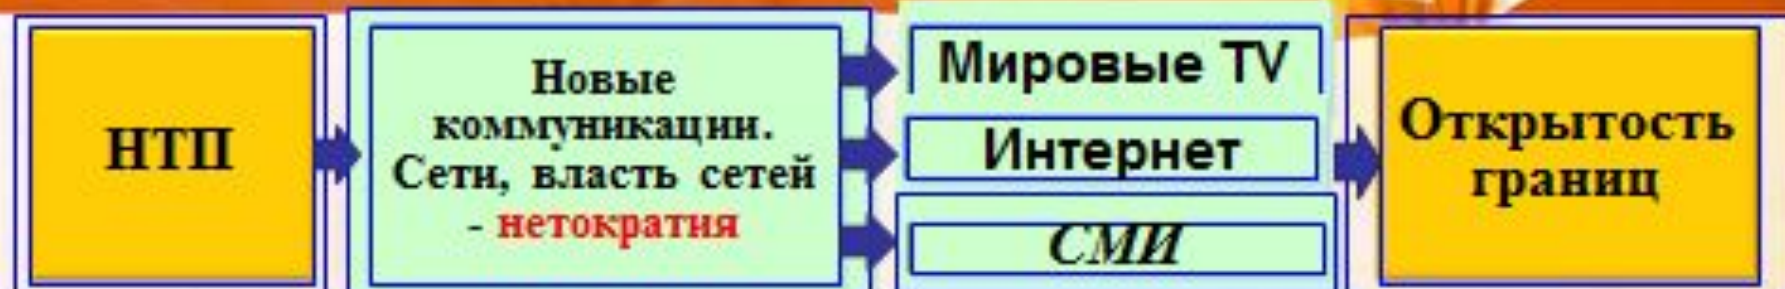 НТП
Новые
коммуникации.
Сети, власть сетей
- нетократия
Мировые TV
Интернет
СМИ
Открытость
границ